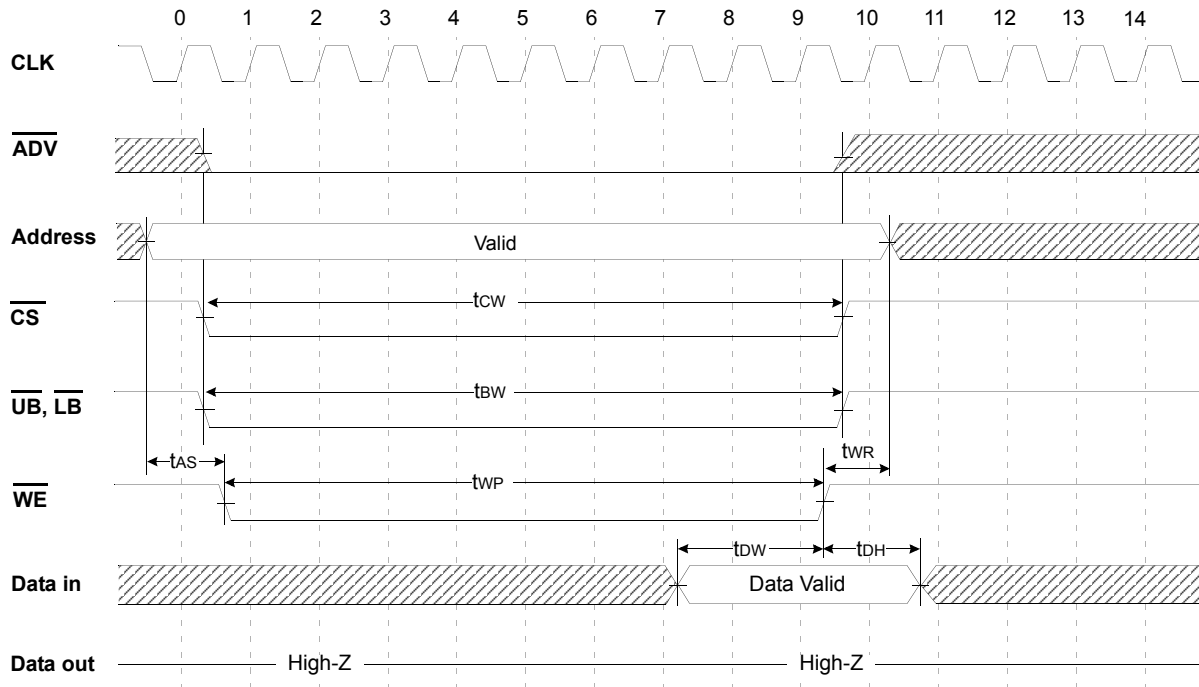 0 1 2 3 4 5 6 7 8 9 10 11 12 13 14
CLK
ADV
Address Valid
CS tCW
UB, LB tBW
tAS tWP tWR
WE
tDW tDH
Data in Data Valid
Data out High-Z High-Z